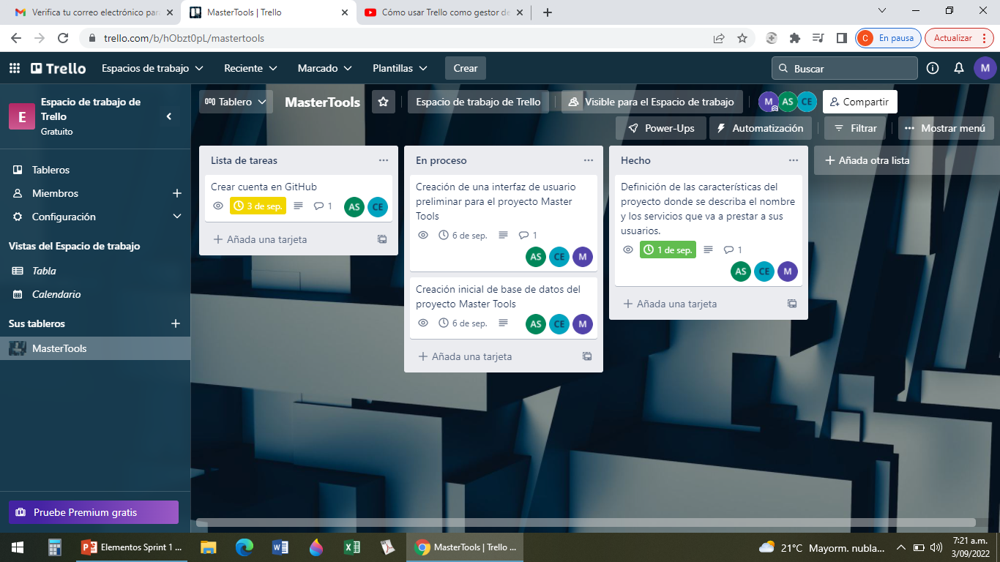 Verifica tu correo electrónico par
MasterTools | Trello
Cómo usar Trello como gestor de
trello.com/b/hObzt0pL/mastertools
C
En pausa
Actualizar
Trello
Espacios de trabajo
Reciente
Marcado
Plantillas
Crear
Buscar
M
E
Espacio de trabajo de
Trello
Gratuito
Tableros
Miembros
Configuración
Vistas del Espacio de trabajo
Tabla
Calendario
Sus tableros
MasterTools
Pruebe Premium gratis
Tablero
MasterTools
Espacio de trabajo de Trello
Visible para el Espacio de trabajo
M
AS
CE
Compartir
Power-Ups
Automatización
Filtrar
Mostrar menú
Lista de tareas
Crear cuenta en GitHub
3 de sep.
1
AS
CE
Añada una tarjeta
En proceso
Creación de una interfaz de usuario
preliminar para el proyecto Master
Tools
6 de sep.
1
AS
CE
M
Creación inicial de base de datos del
proyecto Master Tools
6 de sep.
AS
CE
M
Añada una tarjeta
Hecho
Definición de las características del
proyecto donde se describa el nombre
y los servicios que va a prestar a sus
usuarios.
1 de sep.
1
AS
CE
M
Añada una tarjeta
Añada otra lista
Elementos Sprint 1 ...
MasterTools | Trello ...
21°C Mayorm. nubla...
7:21 a.m.
3/09/2022